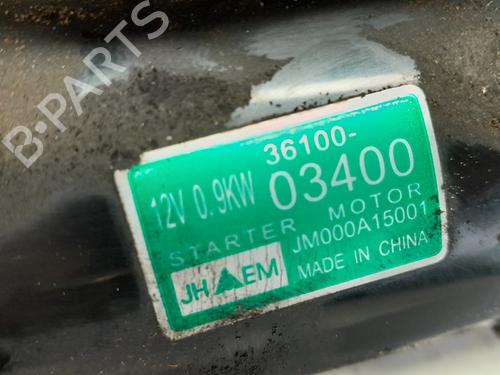 B-PARTS
36100-
12V 0.9KW 03400
STARTER MOTOR
JM000A15001
JH EM
MADE IN CHINA